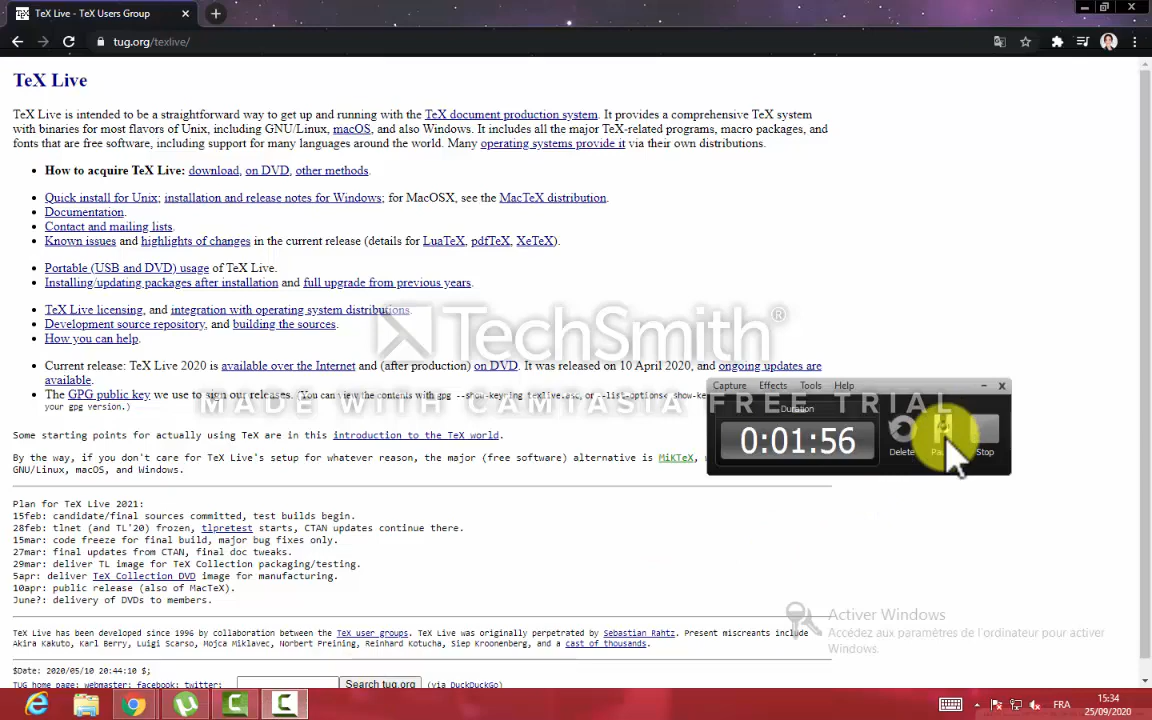 TeX Live - TeX Users Group
tug.org/texlive/
TeX Live
TeX Live is intended to be a straightforward way to get up and running with the TeX document production system. It provides a comprehensive TeX system
with binaries for most flavors of Unix, including GNU/Linux, macOS, and also Windows. It includes all the major TeX-related programs, macro packages, and
fonts that are free software, including support for many languages around the world. Many operating systems provide it via their own distributions.
How to acquire TeX Live: download, on DVD, other methods.
Quick install for Unix; installation and release notes for Windows; for MacOSX, see the MacTeX distribution.
Documentation.
Contact and mailing lists.
Known issues and highlights of changes in the current release (details for LuaTeX, pdfTeX, XeTeX).
Portable (USB and DVD) usage of TeX Live.
Installing/updating packages after installation and full upgrade from previous years.
TeX Live licensing, and integration with operating system distributions.
Development source repository, and building the sources.
How you can help.
TechSmith®
Current release: TeX Live 2020 is available over the Internet and (after production) on DVD. It was released on 10 April 2020, and ongoing updates are
available.
The GPG public key we use to sign our releases. (You can view the contents with gpg --show-keyring texlive.asc, or --list-options show-key
your gpg version.)
MADE WITH CAMTASIA FREE TRIAL
Capture Effects Tools Help
Duration
0:01:56
Delete Stop
Some starting points for actually using TeX are in this introduction to the TeX world.
By the way, if you don't care for TeX Live's setup for whatever reason, the major (free software) alternative is MiKTeX,
GNU/Linux, macOS, and Windows.
Plan for TeX Live 2021:
15feb: candidate/final sources committed, test builds begin.
28feb: tlnet (and TL'20) frozen, tlpretest starts, CTAN updates continue there.
15mar: code freeze for final build, major bug fixes only.
27mar: final updates from CTAN, final doc tweaks.
29mar: deliver TL image for TeX Collection packaging/testing.
5apr: deliver TeX Collection DVD image for manufacturing.
10apr: public release (also of MacTeX).
June?: delivery of DVDs to members.
TeX Live has been developed since 1996 by collaboration between the TeX user groups. TeX Live was originally perpetrated by Sebastian Rahtz. Present miscreants include
Akira Kakuto, Karl Berry, Luigi Scarso, Mojca Miklavec, Norbert Preining, Reinhard Kotucha, Siep Kroonenberg, and a cast of thousands.
$Date: 2020/05/10 20:44:10 $;
TUG home page; webmaster; facebook; twitter; Search tug.org (via DuckDuckGo)
Activer Windows
Accédez aux paramètres de l'ordinateur pour activer
Windows.
FR
15:34
25/09/2020